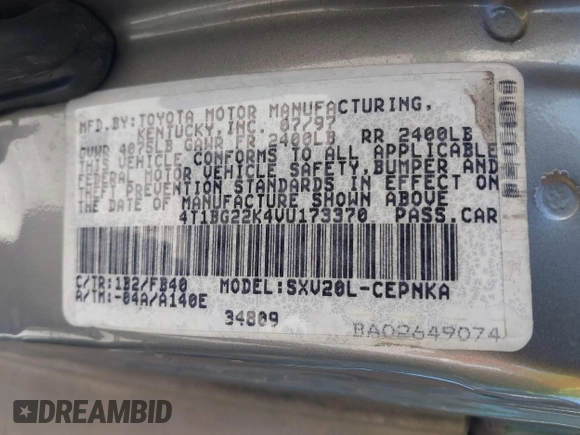 MFD.BY:TOYOTA MOTOR MANUFACTURING,
KENTUCKY,INC. 07/97
GVWR 4075LB GAWR FR 2400LB RR 2400LB
THIS VEHICLE CONFORMS TO ALL APPLICABLE
FEDERAL MOTOR VEHICLE SAFETY,BUMPER AND
THEFT PREVENTION STANDARDS IN EFFECT ON
THE DATE OF MANUFACTURE SHOWN ABOVE.
4T1BG22K4VU173370 PASS.CAR
C/TR:1B2/FB40 MODEL:SXV20L-CEPNKA
A/TM:-04A/A140E
34809 BA02649074
DREAMBID